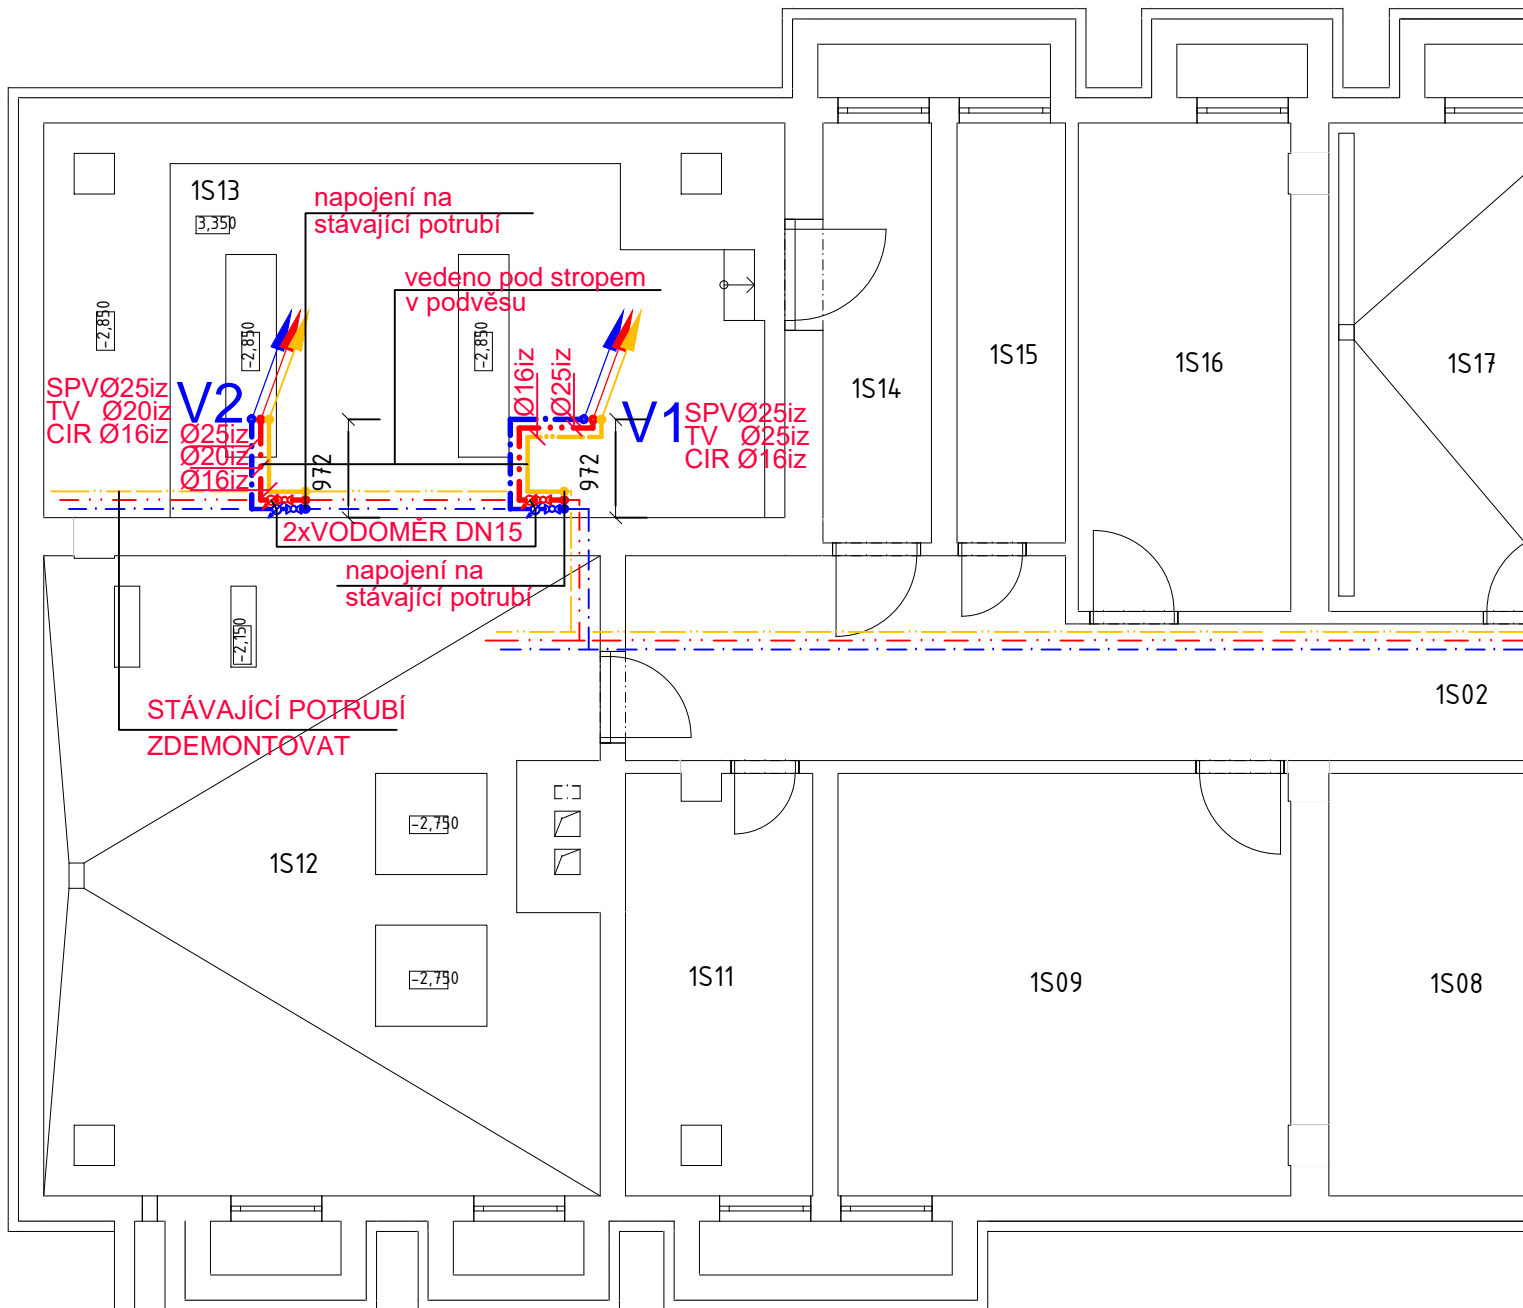 1S13
3,350
napojení na
stávající potrubí
vedeno pod stropem
v podvěsu
-2,850
-2,850
-2,850
Ø16iz
Ø25iz
1S14
1S15
1S16
1S17
SPVØ25iz
TV Ø20iz
CIR Ø16iz
V2
Ø25iz
Ø20iz
Ø16iz
972
V1
SPVØ25iz
TV Ø25iz
CIR Ø16iz
972
2xVODOMĚR DN15
napojení na
stávající potrubí
-2,150
STÁVAJÍCÍ POTRUBÍ
ZDEMONTOVAT
1S02
-2,750
1S12
-2,750
1S11
1S09
1S08